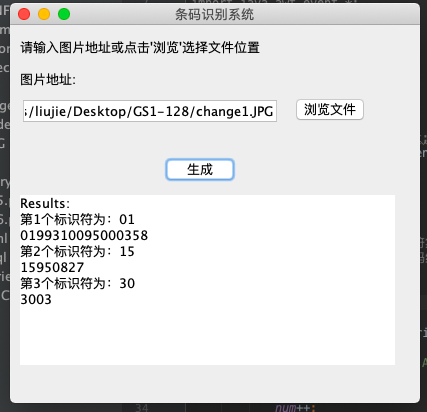 条码识别系统
请输入图片地址或点击'浏览'选择文件位置
图片地址:
/liujie/Desktop/GS1-128/change1.JPG
浏览文件
生成
Results:
第1个标识符为: 01
0199310095000358
第2个标识符为: 15
15950827
第3个标识符为: 30
3003
34
num++;